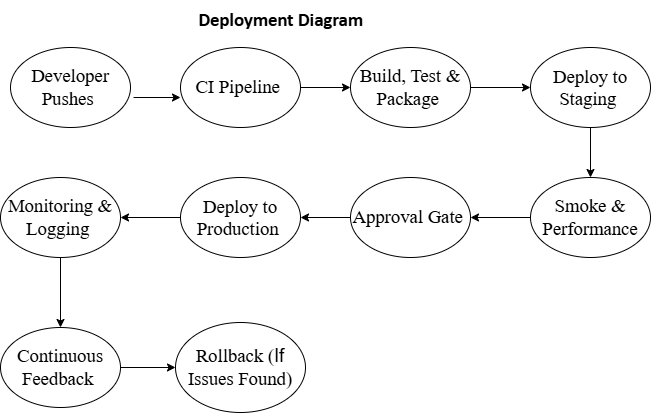 Deployment Diagram
Developer
Pushes
CI Pipeline
Build, Test &
Package
Deploy to
Staging
Monitoring &
Logging
Deploy to
Production
Approval Gate
Smoke &
Performance
Continuous
Feedback
Rollback (If
Issues Found)